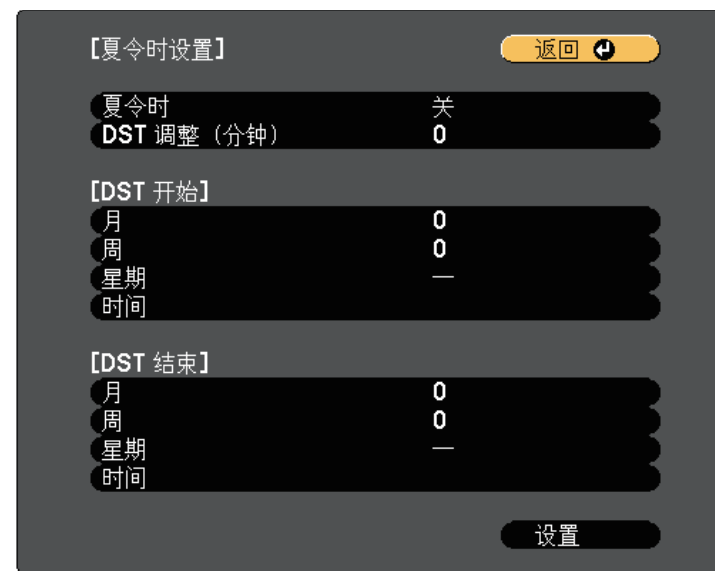 [夏令时设置] 返回
夏令时 关
DST 调整（分钟） 0
[DST 开始]
月 0
周 0
星期 —
时间
[DST 结束]
月 0
周 0
星期 —
时间
设置